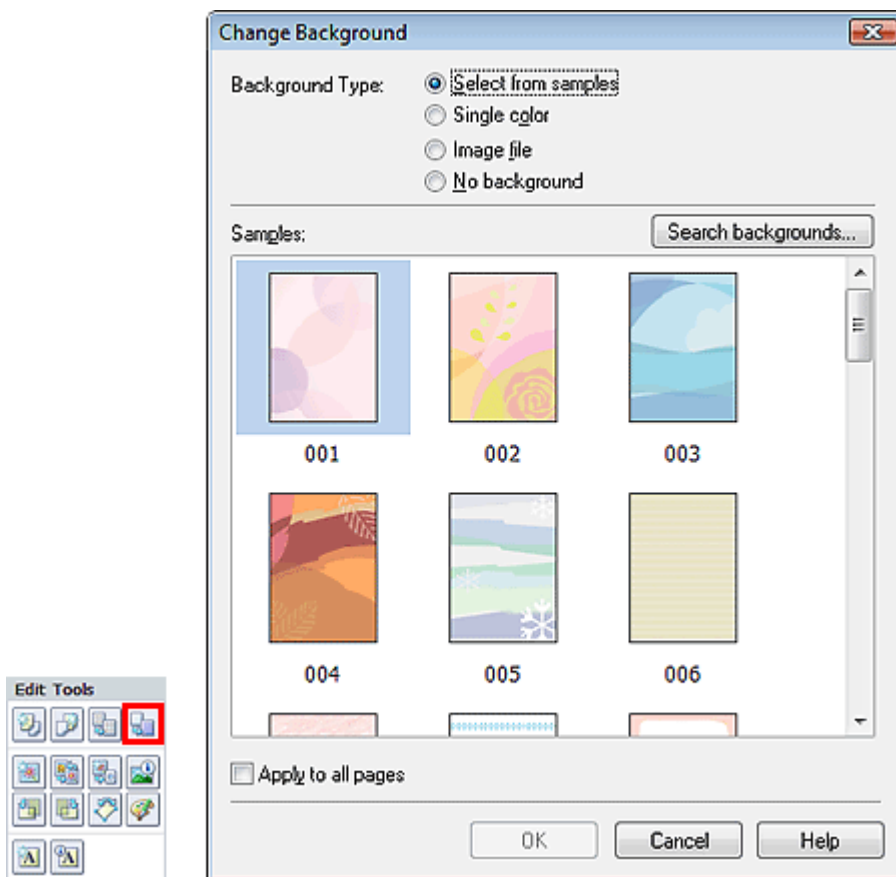 Change Background
Background Type:
Select from samples
Single color
Image file
No background
Samples:
Search backgrounds...
001
002
003
004
005
006
Edit Tools
Apply to all pages
OK
Cancel
Help